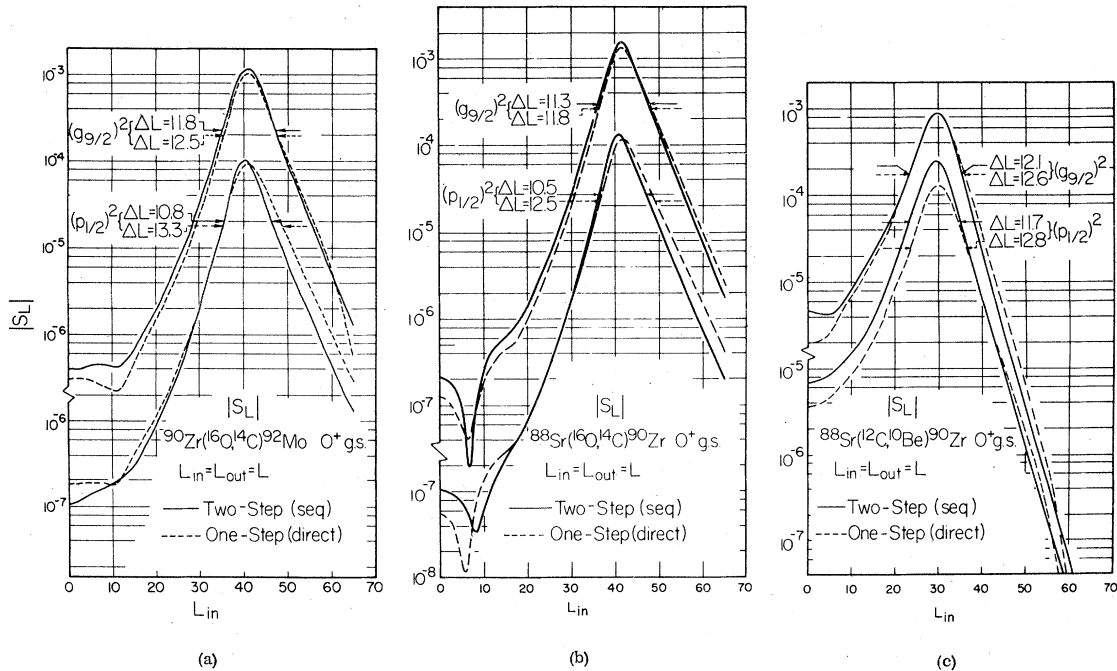 10⁻³
10⁻⁴
10⁻⁵
10⁻⁶
10⁻⁶
10⁻⁷
|S_L|
(g₉/₂)² { ΔL=11.8
ΔL=12.5
(p₁/₂)² { ΔL=10.8
ΔL=13.3
|S_L|
⁹⁰Zr(¹⁶O,¹⁴C)⁹²Mo O⁺g.s.
L_in = L_out = L
Two-Step (seq)
One-Step (direct)
0 10 20 30 40 50 60 70
L_in
(a)
10⁻³
10⁻⁴
10⁻⁵
10⁻⁶
10⁻⁷
10⁻⁷
10⁻⁸
(g₉/₂)² { ΔL=11.3
ΔL=11.8
(p₁/₂)² { ΔL=10.5
ΔL=12.5
|S_L|
⁸⁸Sr(¹⁶O,¹⁴C)⁹⁰Zr O⁺g.s.
L_in = L_out = L
Two-Step (seq)
One-Step (direct)
0 10 20 30 40 50 60 70
L_in
(b)
10⁻³
10⁻⁴
10⁻⁵
10⁻⁵
10⁻⁶
10⁻⁷
ΔL=12.1
ΔL=12.6 } (g₉/₂)²
ΔL=11.7
ΔL=12.8 } (p₁/₂)²
|S_L|
⁸⁸Sr(¹²C,¹⁰Be)⁹⁰Zr O⁺g.s.
L_in = L_out = L
Two-Step (seq)
One-Step (direct)
0 10 20 30 40 50 60 70
L_in
(c)